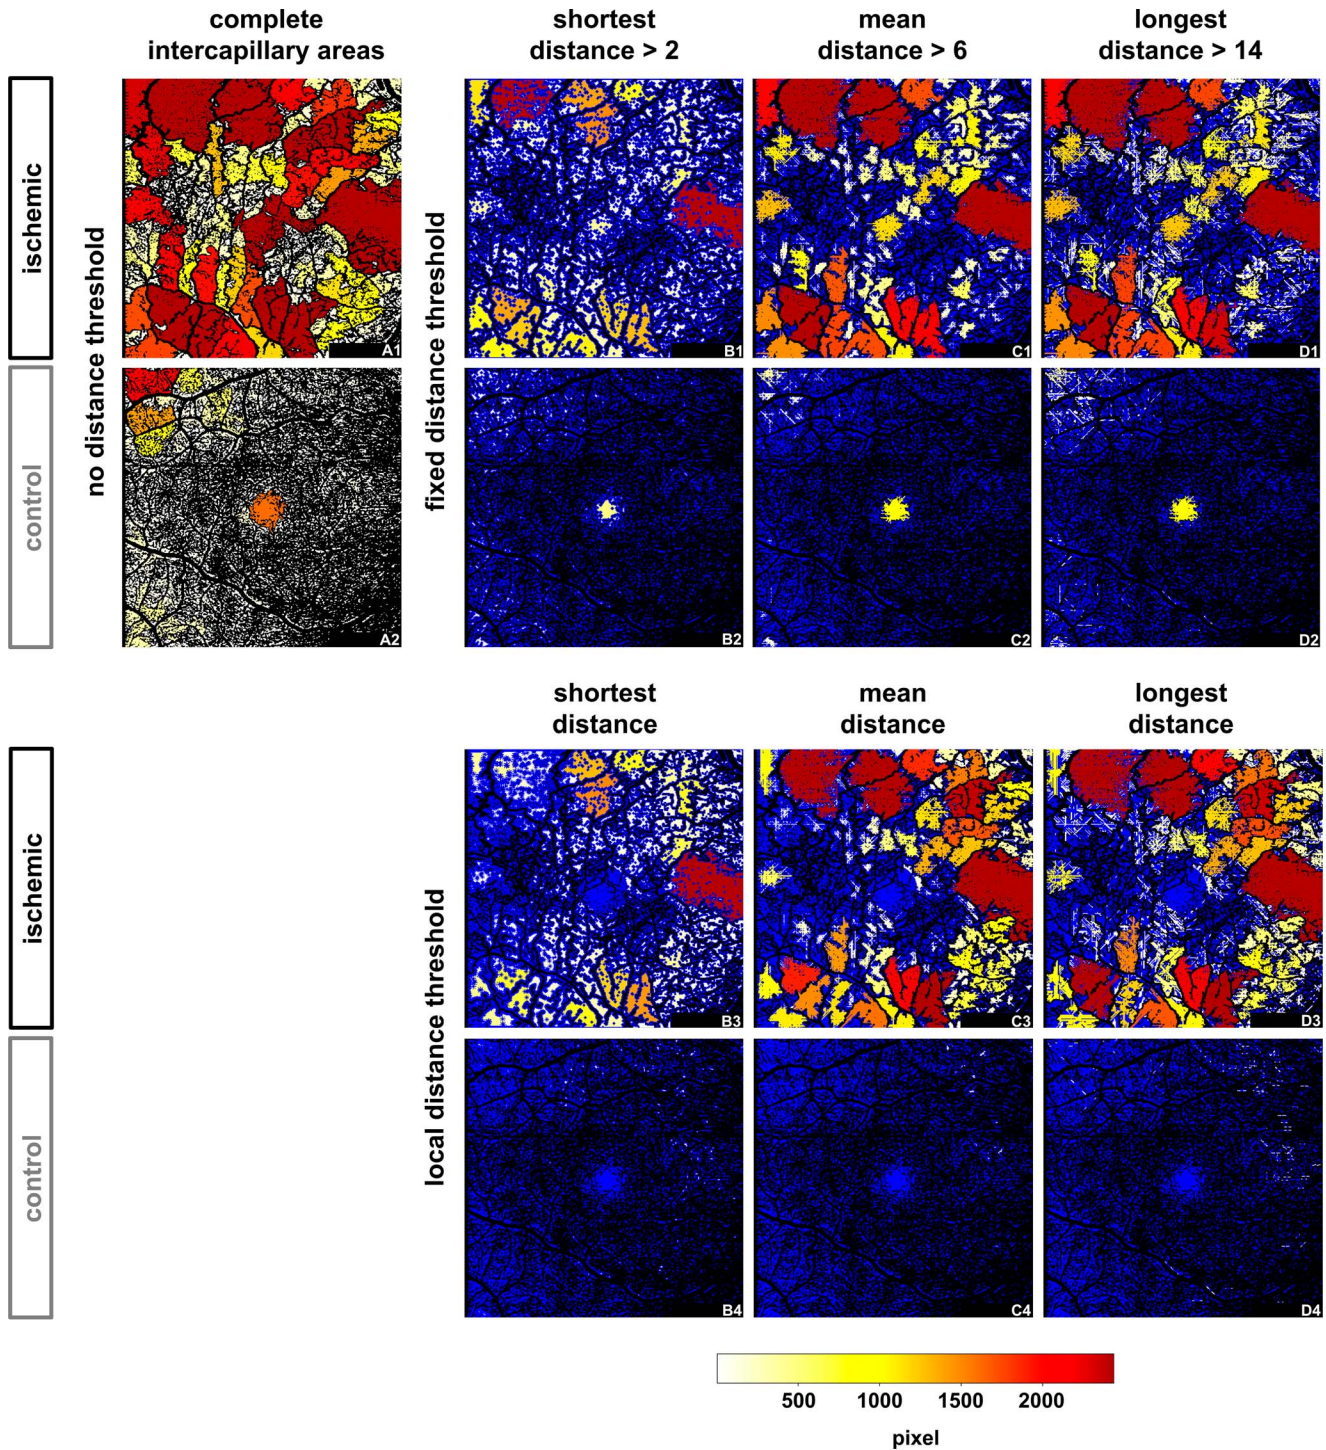 complete
intercapillary areas
shortest
distance > 2
mean
distance > 6
longest
distance > 14
ischemic
control
no distance threshold
fixed distance threshold
A1
B1
C1
D1
A2
B2
C2
D2
shortest
distance
mean
distance
longest
distance
ischemic
control
local distance threshold
B3
C3
D3
B4
C4
D4
500
1000
1500
2000
pixel